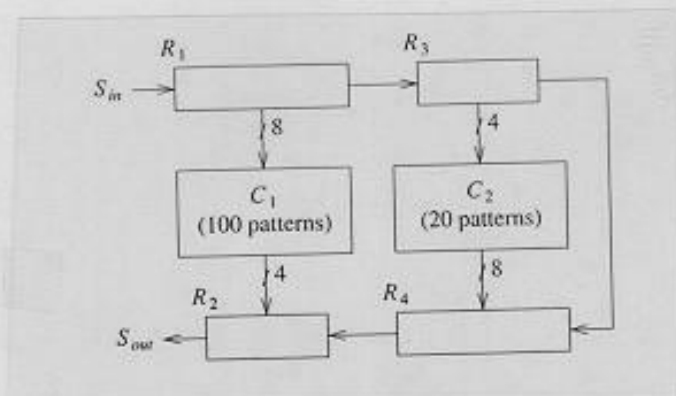 R₁
R₃
Sᵢₙ
8
4
C₁
(100 patterns)
C₂
(20 patterns)
4
8
R₂
R₄
Sₒᵤₜ